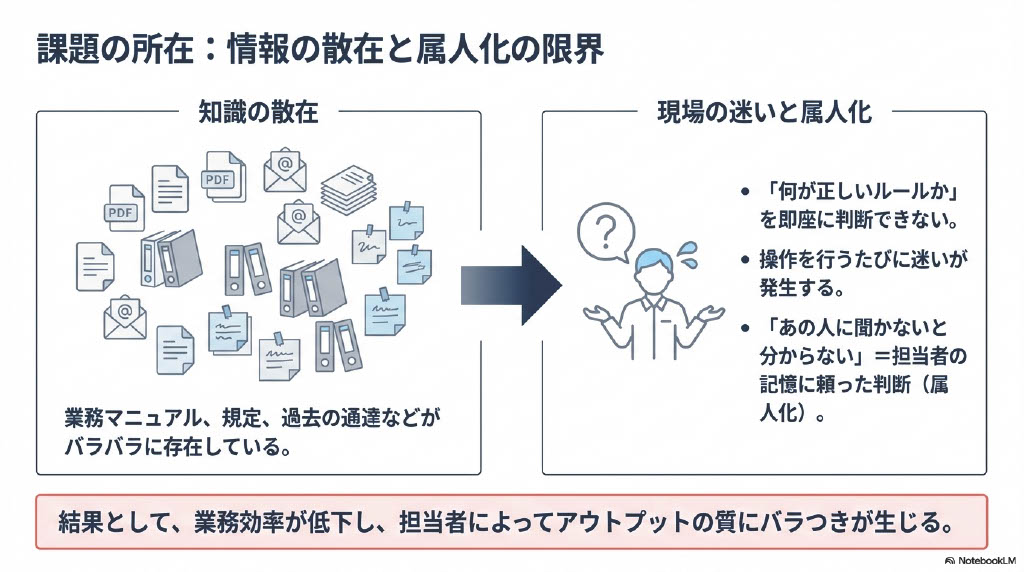 課題の所在：情報の散在と属人化の限界
知識の散在
PDF
PDF
業務マニュアル、規定、過去の通達などが
バラバラに存在している。
現場の迷いと属人化
?
• 「何が正しいルールか」
を即座に判断できない。
• 操作を行うたびに迷いが
発生する。
• 「あの人に聞かないと
分からない」＝担当者の
記憶に頼った判断（属
人化）。
結果として、業務効率が低下し、担当者によってアウトプットの質にバラつきが生じる。
NotebookLM